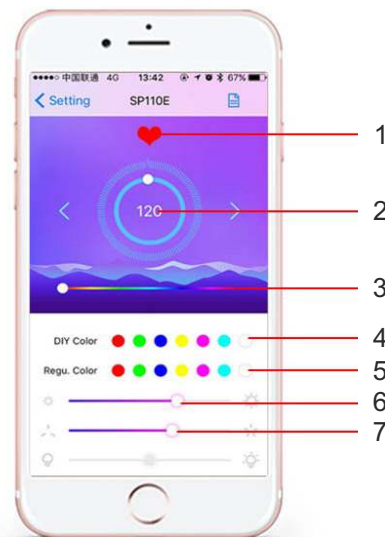 中国联通 4G 13:42 67%
Setting SP110E
1
120 2
3
DIY Color 4
Regu. Color 5
6
7